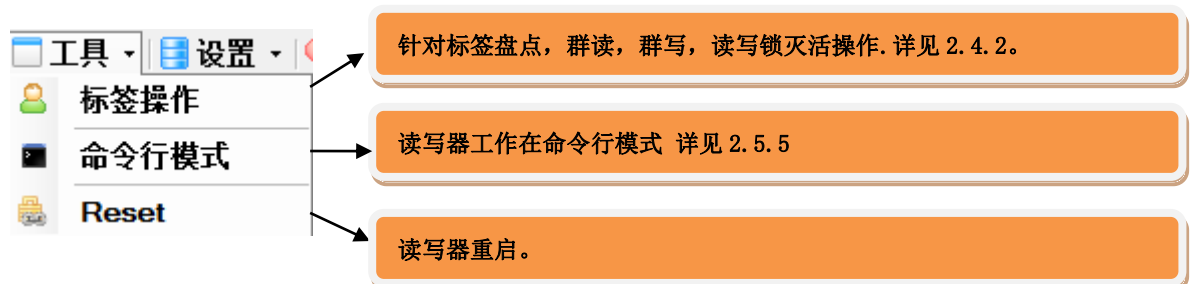 工具 设置
标签操作
命令行模式
Reset
针对标签盘点，群读，群写，读写锁灭活操作.详见 2.4.2。
读写器工作在命令行模式 详见 2.5.5
读写器重启。